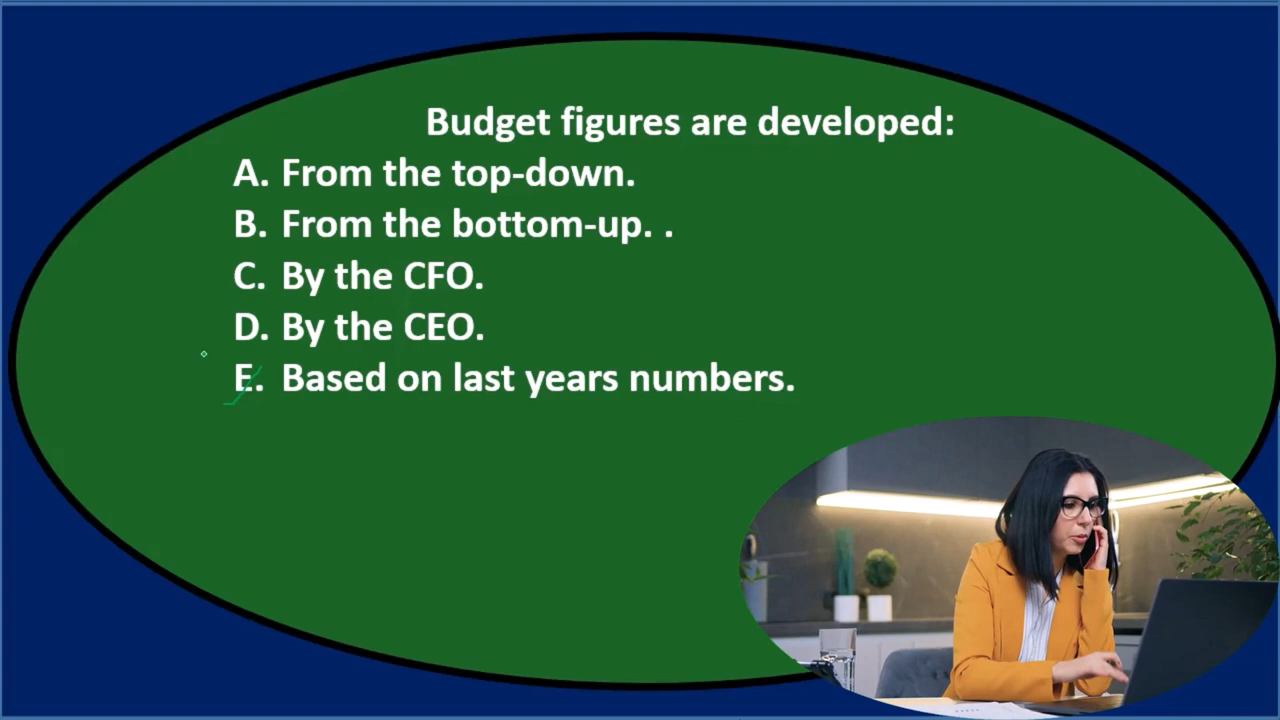 Budget figures are developed:
A. From the top-down.
B. From the bottom-up. .
C. By the CFO.
D. By the CEO.
E. Based on last years numbers.